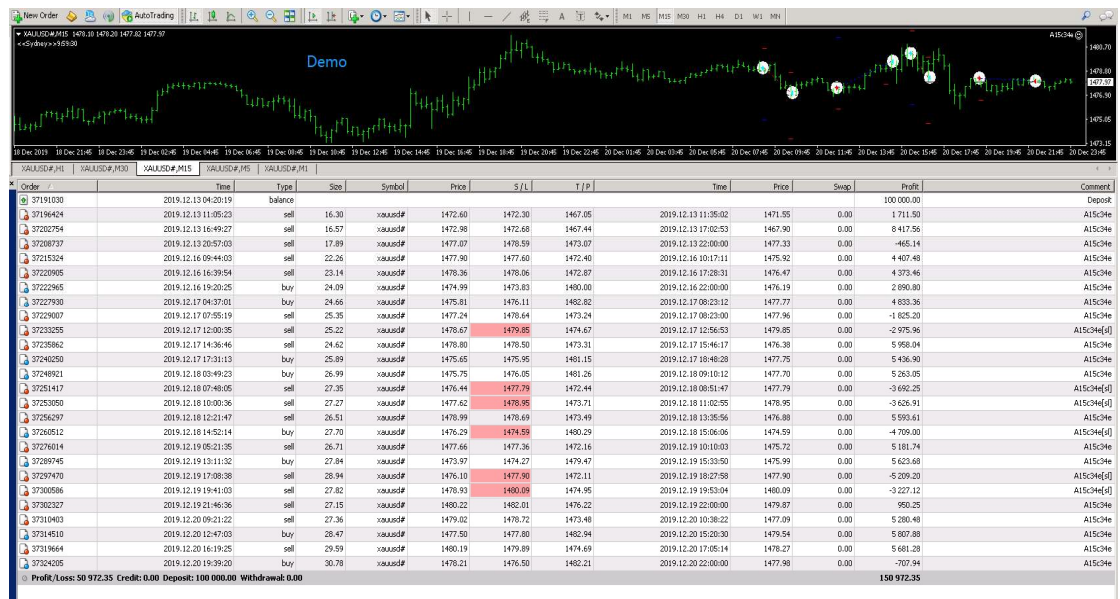 New Order AutoTrading M1 M5 M15 M30 H1 H4 D1 W1 MN
XAUUSD#,M15 1478.10 1478.20 1477.82 1477.97 A15c34e
<<Sydney>>9:59:30
Demo
1480.70
1478.80
1477.97
1476.90
1475.05
1473.15
18 Dec 2019 18 Dec 21:45 18 Dec 23:45 19 Dec 02:45 19 Dec 04:45 19 Dec 06:45 19 Dec 08:45 19 Dec 10:45 19 Dec 12:45 19 Dec 14:45 19 Dec 16:45 19 Dec 18:45 19 Dec 20:45 19 Dec 22:45 20 Dec 01:45 20 Dec 03:45 20 Dec 05:45 20 Dec 07:45 20 Dec 09:45 20 Dec 11:45 20 Dec 13:45 20 Dec 15:45 20 Dec 17:45 20 Dec 19:45 20 Dec 21:45 20 Dec 23:45
XAUUSD#,H1 XAUUSD#,M30 XAUUSD#,M15 XAUUSD#,M5 XAUUSD#,M1
Order Time Type Size Symbol Price S / L T / P Time Price Swap Profit Comment
37191030 2019.12.13 04:20:19 balance 100 000.00 Deposit
37196424 2019.12.13 11:05:23 sell 16.30 xauusd# 1472.60 1472.30 1467.05 2019.12.13 11:35:02 1471.55 0.00 1 711.50 A15c34e
37202754 2019.12.13 16:49:27 sell 16.57 xauusd# 1472.98 1472.68 1467.44 2019.12.13 17:02:53 1467.90 0.00 8 417.56 A15c34e
37208737 2019.12.13 20:57:03 sell 17.89 xauusd# 1477.07 1478.59 1473.07 2019.12.13 22:00:00 1477.33 0.00 -465.14 A15c34e
37215324 2019.12.16 09:44:03 sell 22.26 xauusd# 1477.90 1477.60 1472.40 2019.12.16 10:17:11 1475.92 0.00 4 407.48 A15c34e
37220905 2019.12.16 16:39:54 sell 23.14 xauusd# 1478.36 1478.06 1472.87 2019.12.16 17:28:31 1476.47 0.00 4 373.46 A15c34e
37222965 2019.12.16 19:20:25 buy 24.09 xauusd# 1474.99 1473.83 1480.00 2019.12.16 22:00:00 1476.19 0.00 2 890.80 A15c34e
37227930 2019.12.17 04:37:01 buy 24.66 xauusd# 1475.81 1476.11 1482.82 2019.12.17 08:23:12 1477.77 0.00 4 833.36 A15c34e
37229007 2019.12.17 07:55:19 sell 25.35 xauusd# 1477.24 1478.64 1473.24 2019.12.17 08:23:00 1477.96 0.00 -1 825.20 A15c34e
37233255 2019.12.17 12:00:35 sell 25.22 xauusd# 1478.67 1479.85 1474.67 2019.12.17 12:56:53 1479.85 0.00 -2 975.96 A15c34e[sl]
37235862 2019.12.17 14:36:46 sell 24.62 xauusd# 1478.80 1478.50 1473.31 2019.12.17 15:46:17 1476.38 0.00 5 958.04 A15c34e
37240250 2019.12.17 17:31:13 buy 25.89 xauusd# 1475.65 1475.95 1481.15 2019.12.17 18:48:28 1477.75 0.00 5 436.90 A15c34e
37248921 2019.12.18 03:49:23 buy 26.99 xauusd# 1475.75 1476.05 1481.26 2019.12.18 09:10:12 1477.70 0.00 5 263.05 A15c34e
37251417 2019.12.18 07:48:05 sell 27.35 xauusd# 1476.44 1477.79 1472.44 2019.12.18 08:51:47 1477.79 0.00 -3 692.25 A15c34e[sl]
37253050 2019.12.18 10:00:36 sell 27.27 xauusd# 1477.62 1478.95 1473.71 2019.12.18 11:02:55 1478.95 0.00 -3 626.91 A15c34e[sl]
37256297 2019.12.18 12:21:47 sell 26.51 xauusd# 1478.99 1478.69 1473.49 2019.12.18 13:35:56 1476.88 0.00 5 593.61 A15c34e
37260512 2019.12.18 14:52:14 buy 27.70 xauusd# 1476.29 1474.59 1480.29 2019.12.18 15:06:06 1474.59 0.00 -4 709.00 A15c34e[sl]
37276014 2019.12.19 05:21:35 sell 26.71 xauusd# 1477.66 1477.36 1472.16 2019.12.19 10:10:03 1475.72 0.00 5 181.74 A15c34e
37289745 2019.12.19 13:11:32 buy 27.84 xauusd# 1473.97 1474.27 1479.47 2019.12.19 15:33:50 1475.99 0.00 5 623.68 A15c34e
37297470 2019.12.19 17:08:38 sell 28.94 xauusd# 1476.10 1477.90 1472.11 2019.12.19 18:27:58 1477.90 0.00 -5 209.20 A15c34e[sl]
37300586 2019.12.19 19:41:03 sell 27.82 xauusd# 1478.93 1480.09 1474.95 2019.12.19 19:53:04 1480.09 0.00 -3 227.12 A15c34e[sl]
37302327 2019.12.19 21:46:36 sell 27.15 xauusd# 1480.22 1482.01 1476.22 2019.12.19 22:00:00 1479.87 0.00 950.25 A15c34e
37310403 2019.12.20 09:21:22 sell 27.36 xauusd# 1479.02 1478.72 1473.48 2019.12.20 10:38:22 1477.09 0.00 5 280.48 A15c34e
37314510 2019.12.20 12:47:03 buy 28.47 xauusd# 1477.50 1477.80 1482.94 2019.12.20 15:20:30 1479.54 0.00 5 807.88 A15c34e
37319664 2019.12.20 16:19:25 sell 29.59 xauusd# 1480.19 1479.89 1474.69 2019.12.20 17:05:14 1478.27 0.00 5 681.28 A15c34e
37324205 2019.12.20 19:39:20 buy 30.78 xauusd# 1478.21 1476.50 1482.21 2019.12.20 22:00:00 1477.98 0.00 -707.94 A15c34e
Profit/Loss: 50 972.35 Credit: 0.00 Deposit: 100 000.00 Withdrawal: 0.00 150 972.35